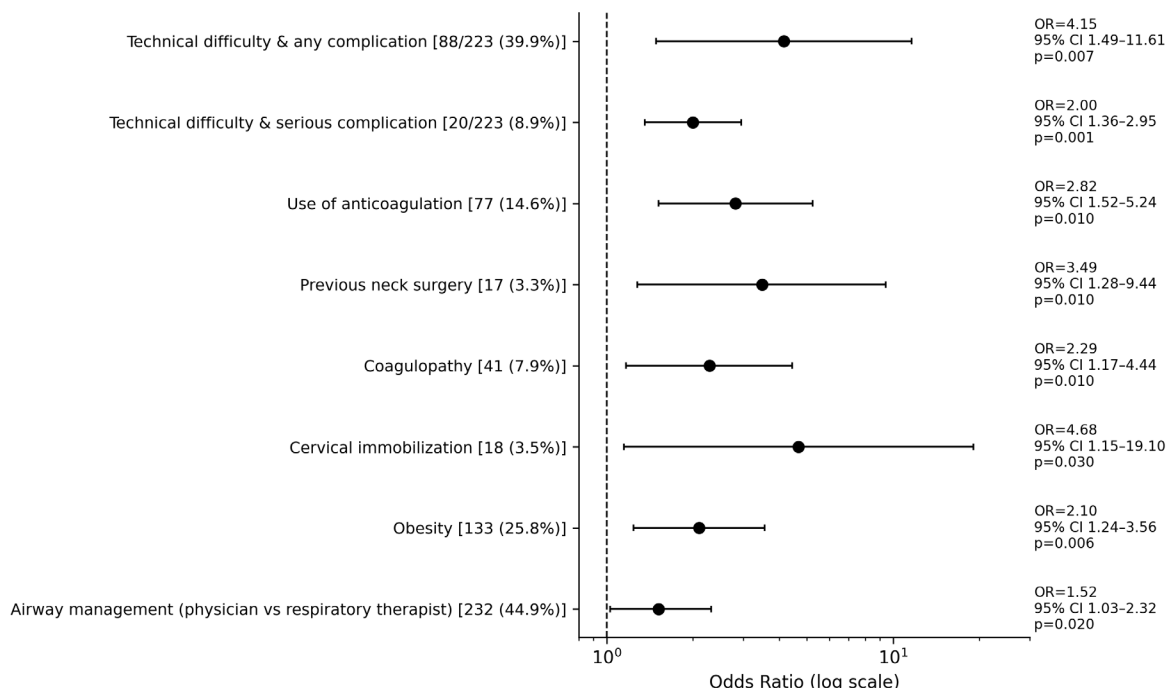 Technical difficulty & any complication [88/223 (39.9%)]
OR=4.15
95% CI 1.49–11.61
p=0.007
Technical difficulty & serious complication [20/223 (8.9%)]
OR=2.00
95% CI 1.36–2.95
p=0.001
Use of anticoagulation [77 (14.6%)]
OR=2.82
95% CI 1.52–5.24
p=0.010
Previous neck surgery [17 (3.3%)]
OR=3.49
95% CI 1.28–9.44
p=0.010
Coagulopathy [41 (7.9%)]
OR=2.29
95% CI 1.17–4.44
p=0.010
Cervical immobilization [18 (3.5%)]
OR=4.68
95% CI 1.15–19.10
p=0.030
Obesity [133 (25.8%)]
OR=2.10
95% CI 1.24–3.56
p=0.006
Airway management (physician vs respiratory therapist) [232 (44.9%)]
OR=1.52
95% CI 1.03–2.32
p=0.020
10⁰ 10¹
Odds Ratio (log scale)